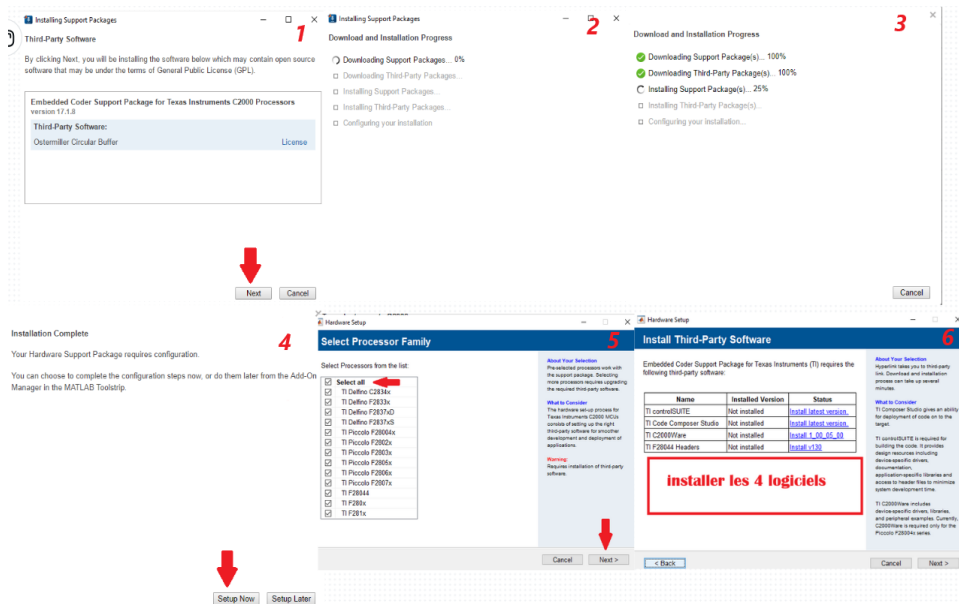 Installing Support Packages
1
Third-Party Software
By clicking Next, you will be installing the software below which may contain open source
software that may be under the terms of General Public License (GPL).
Embedded Coder Support Package for Texas Instruments C2000 Processors
version 17.1.8
Third-Party Software:
Ostermiller Circular Buffer License
Next Cancel
Installing Support Packages
2
Download and Installation Progress
Downloading Support Packages... 0%
Downloading Third-Party Packages...
Installing Support Packages...
Installing Third-Party Packages...
Configuring your installation
3
Download and Installation Progress
Downloading Support Package(s)... 100%
Downloading Third-Party Package(s)... 100%
Installing Support Package(s)... 25%
Installing Third-Party Package(s)...
Configuring your installation...
Cancel
4
Installation Complete
Your Hardware Support Package requires configuration.
You can choose to complete the configuration steps now, or do them later from the Add-On
Manager in the MATLAB Toolstrip.
Setup Now Setup Later
Hardware Setup
5
Select Processor Family
Select Processors from the list:
Select all
TI Delfino C2834x
TI Delfino F2833x
TI Delfino F2837xD
TI Delfino F2837xS
TI Piccolo F28004x
TI Piccolo F2802x
TI Piccolo F2803x
TI Piccolo F2805x
TI Piccolo F2806x
TI Piccolo F2807x
TI F28044
TI F280x
TI F281x
About Your Selection
Pre-selected processors work with
the support package. Selecting
more processors requires upgrading
the required third-party software.
What to Consider
The hardware set-up process for
Texas Instruments C2000 MCUs
consists of setting up the right
third-party software for smoother
development and deployment of
applications.
Warning:
Requires installation of third-party
software.
Cancel Next >
Hardware Setup
6
Install Third-Party Software
Embedded Coder Support Package for Texas Instruments (TI) requires the
following third-party software:
Name Installed Version Status
TI controlSUITE Not installed Install latest version.
TI Code Composer Studio Not installed Install latest version.
TI C2000Ware Not installed Install 1_00_05_00
TI F28044 Headers Not installed Install v130
installer les 4 logiciels
About Your Selection
Hyperlink takes you to third-party
link. Download and installation
process can take up several
minutes.
What to Consider
TI Composer Studio gives an ability
for deployment of code on to the
target.
TI controlSUITE is required for
building the code. It provides
design resources including
device-specific drivers,
documentation,
application-specific libraries and
access to header files to minimize
system development time.
TI C2000Ware includes
device-specific drivers, libraries,
and peripheral examples. Currently,
C2000Ware is required only for the
Piccolo F28004x series.
< Back Cancel Next >